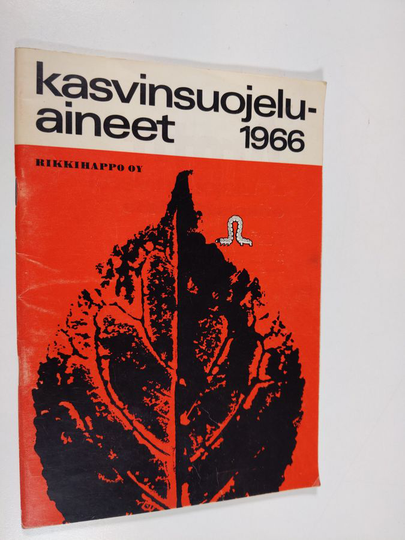 kasvinsuojelu-
aineet 1966
RIKKIHAPPO OY